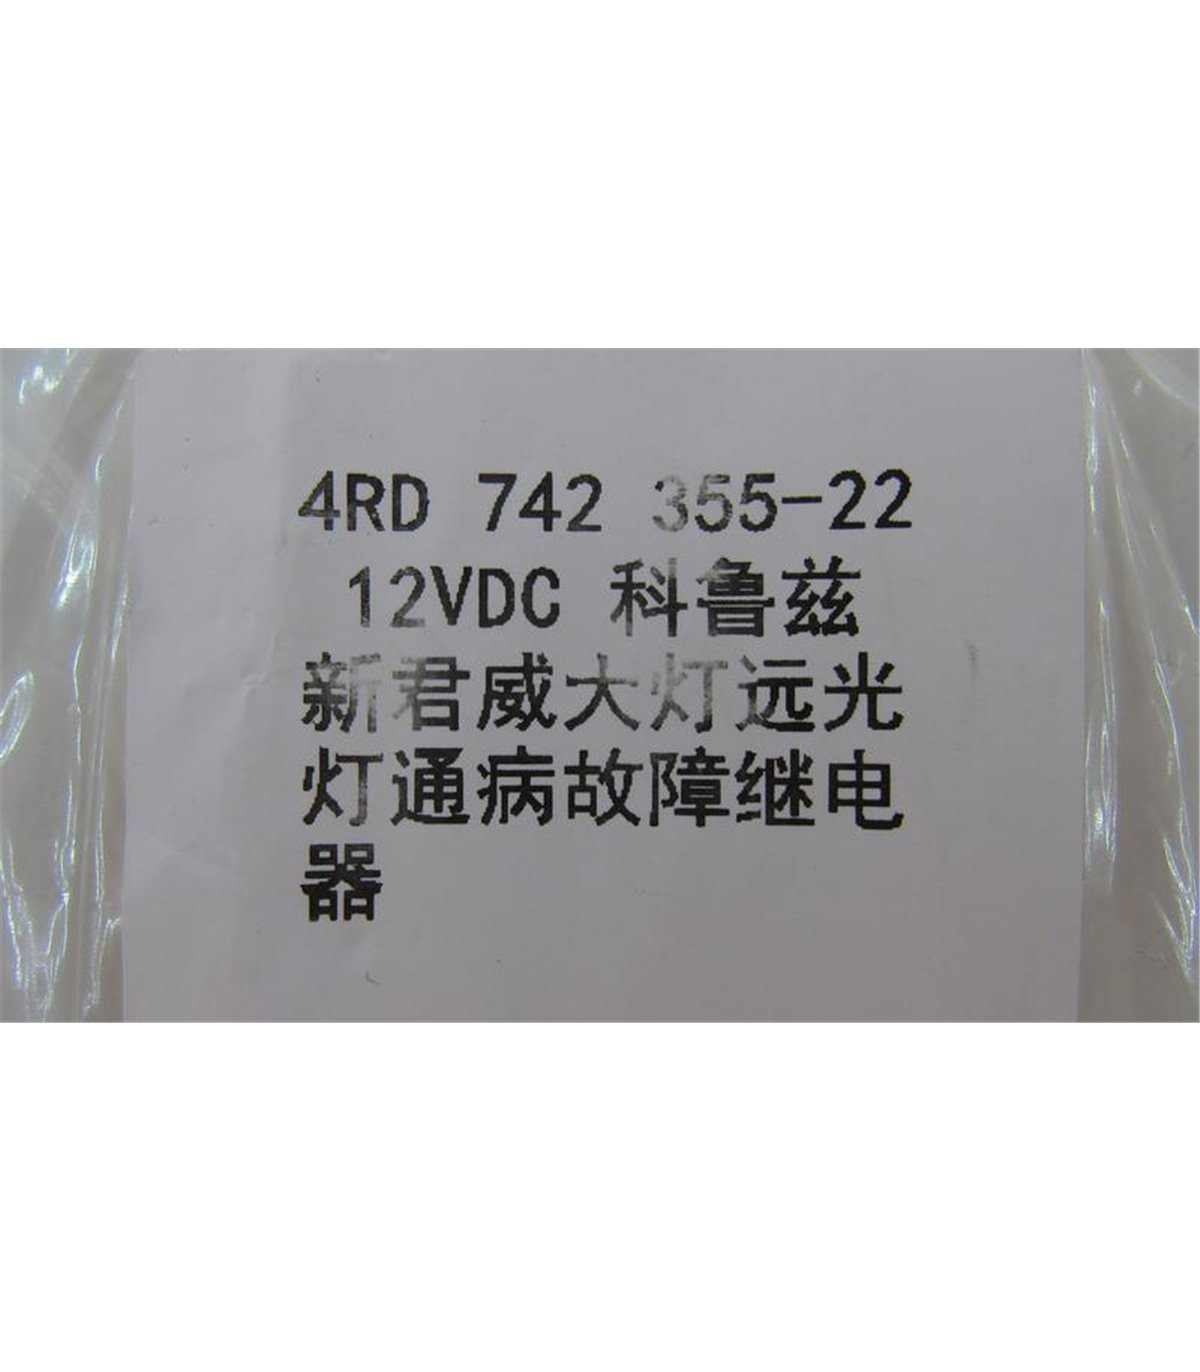 4RD 742 355-22
12VDC 科鲁兹
新君威大灯远光
灯通病故障继电
器